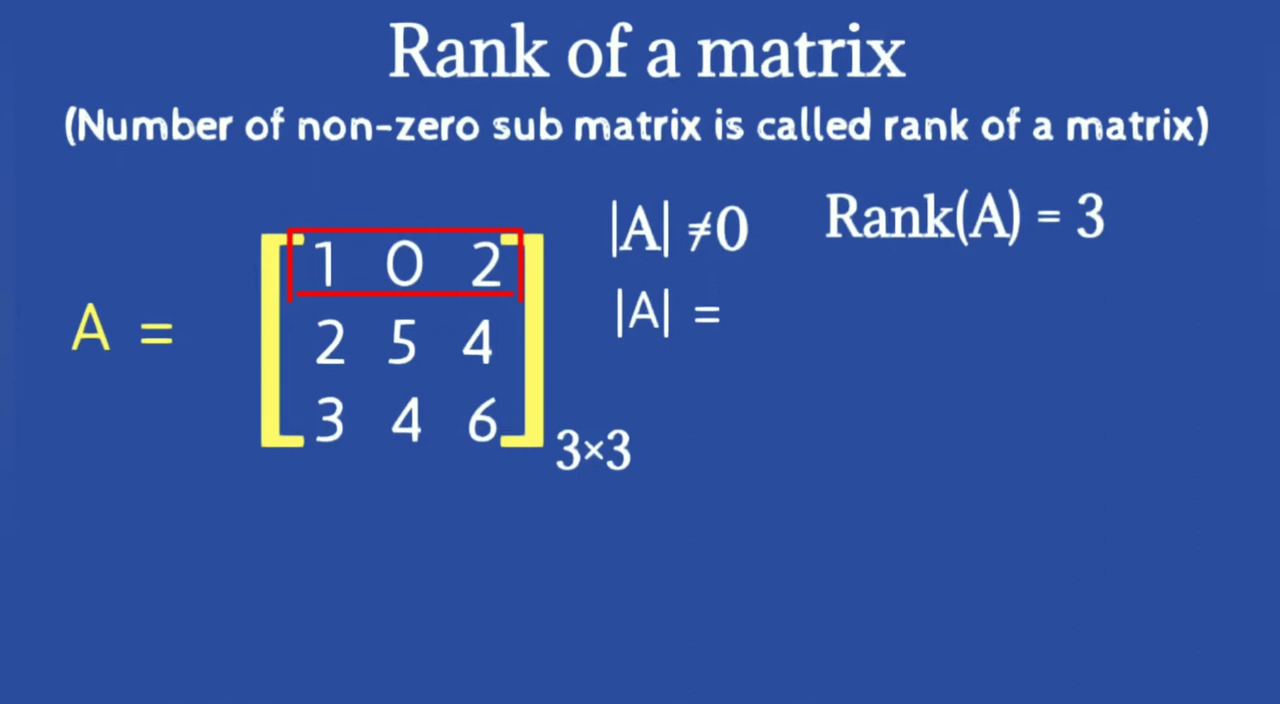 Rank of a matrix
(Number of non-zero sub matrix is called rank of a matrix)
|A| ≠0 Rank(A) = 3
1 0 2
|A| =
A =
2 5 4
3 4 6
3×3